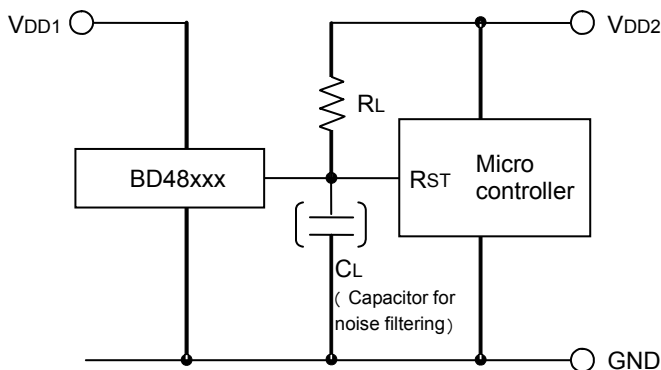 VDD1
VDD2
RL
BD48xxx
RST
Micro
controller
CL
( Capacitor for
noise filtering)
GND